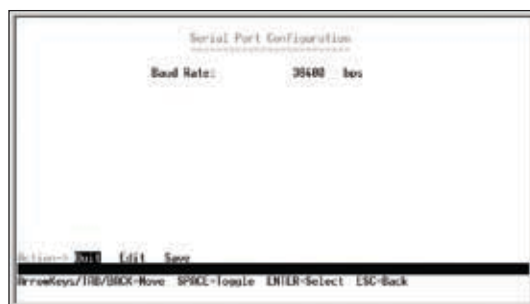 Serial Port Configuration
Baud Rate: 38400 bps
Action-> Quit Edit Save
ArrowKeys/TAB/BACK-Move SPACE-Toggle ENTER-Select ESC-Back